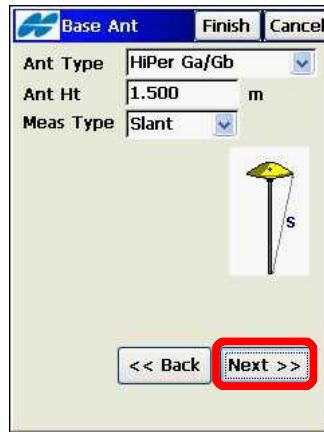 Base Ant Finish Cancel
Ant Type HiPer Ga/Gb
Ant Ht 1.500 m
Meas Type Slant
S
<< Back Next >>